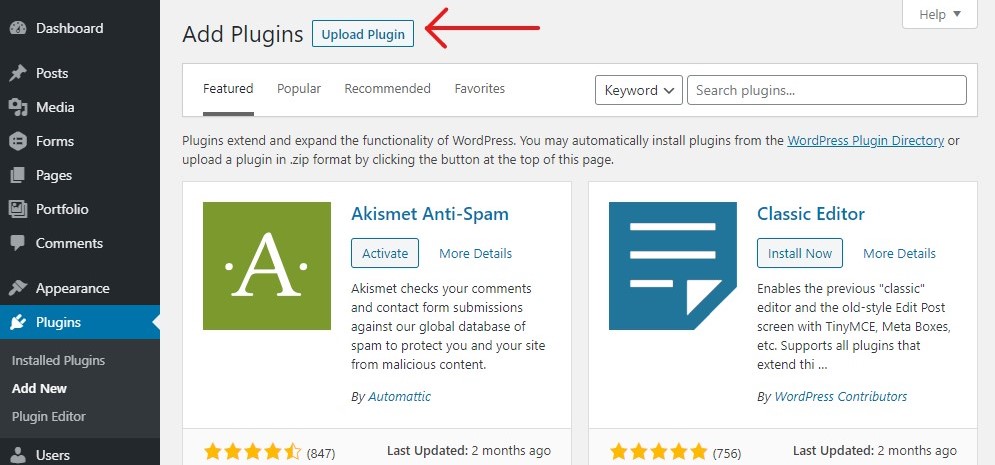 Dashboard
Posts
Media
Forms
Pages
Portfolio
Comments
Appearance
Plugins
Installed Plugins
Add New
Plugin Editor
Users
Help
Add Plugins Upload Plugin
Featured Popular Recommended Favorites Keyword Search plugins...
Plugins extend and expand the functionality of WordPress. You may automatically install plugins from the WordPress Plugin Directory or
upload a plugin in .zip format by clicking the button at the top of this page.
A
Akismet Anti-Spam
Activate More Details
Akismet checks your comments
and contact form submissions
against our global database of
spam to protect you and your site
from malicious content.
By Automattic
(847) Last Updated: 2 months ago
Classic Editor
Install Now More Details
Enables the previous "classic"
editor and the old-style Edit Post
screen with TinyMCE, Meta Boxes,
etc. Supports all plugins that
extend thi ...
By WordPress Contributors
(756) Last Updated: 2 months ago